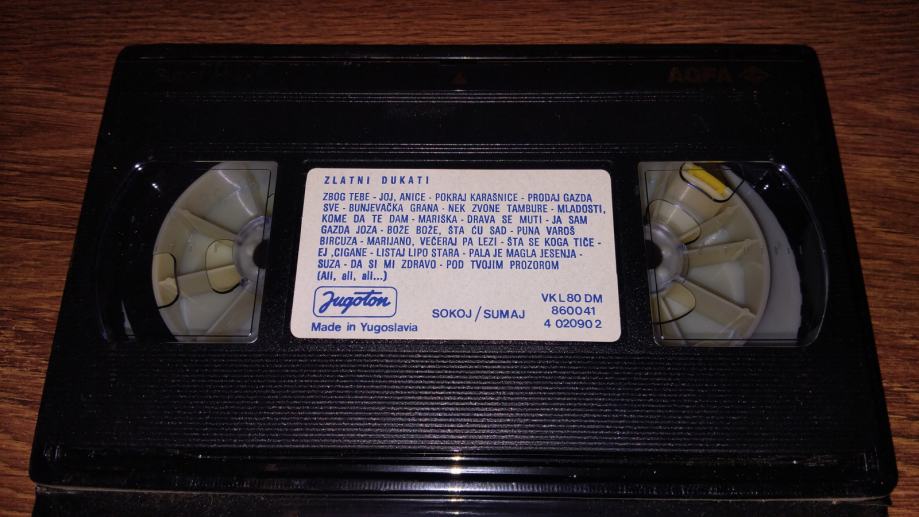 AGFA
ZLATNI DUKATI
ZBOG TEBE - JOJ, ANICE - POKRAJ KARAŠNICE - PRODAJ GAZDA
SVE - BUNJEVAČKA GRANA - NEK ZVONE TAMBURE - MLADOSTI,
KOME DA TE DAM - MARIŠKA - DRAVA SE MUTI - JA SAM
GAZDA JOZA - BOŽE BOŽE, ŠTA ĆU SAD - PUNA VAROŠ
BIRCUZA - MARIJANO, VEČERAJ PA LEZI - ŠTA SE KOGA TIČE -
EJ ,CIGANE - LISTAJ LIPO STARA - PALA JE MAGLA JESENJA -
SUZA - DA SI MI ZDRAVO - POD TVOJIM PROZOROM
(Ali, ali, ali...)
Jugoton
Made in Yugoslavia
SOKOJ/SUMAJ
VK L 80 DM
860041
4 02090 2